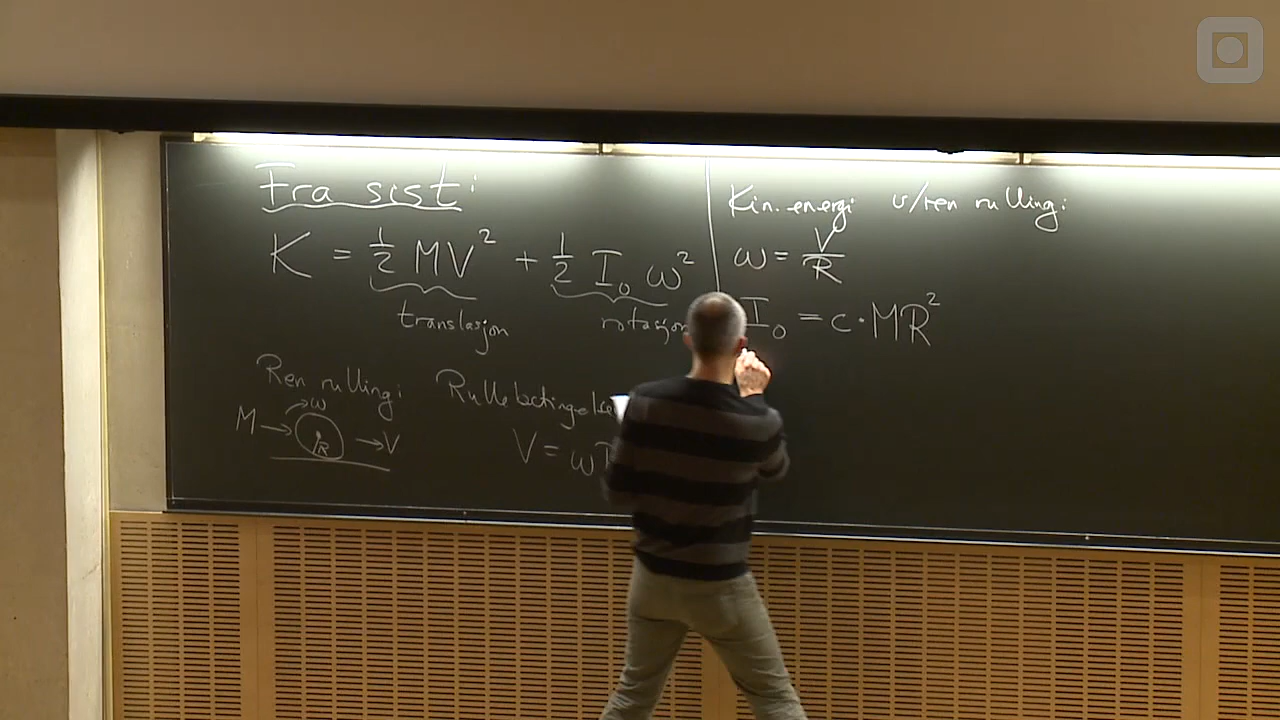 Fra sist:
K = 1/2 MV² + 1/2 I₀ ω²
translasjon rotasjon
Ren rulling:
M → ω R → V
Rullebetingelse
V = ω
Kin. energi v/ren rulling:
ω = V/R
I₀ = c · MR²